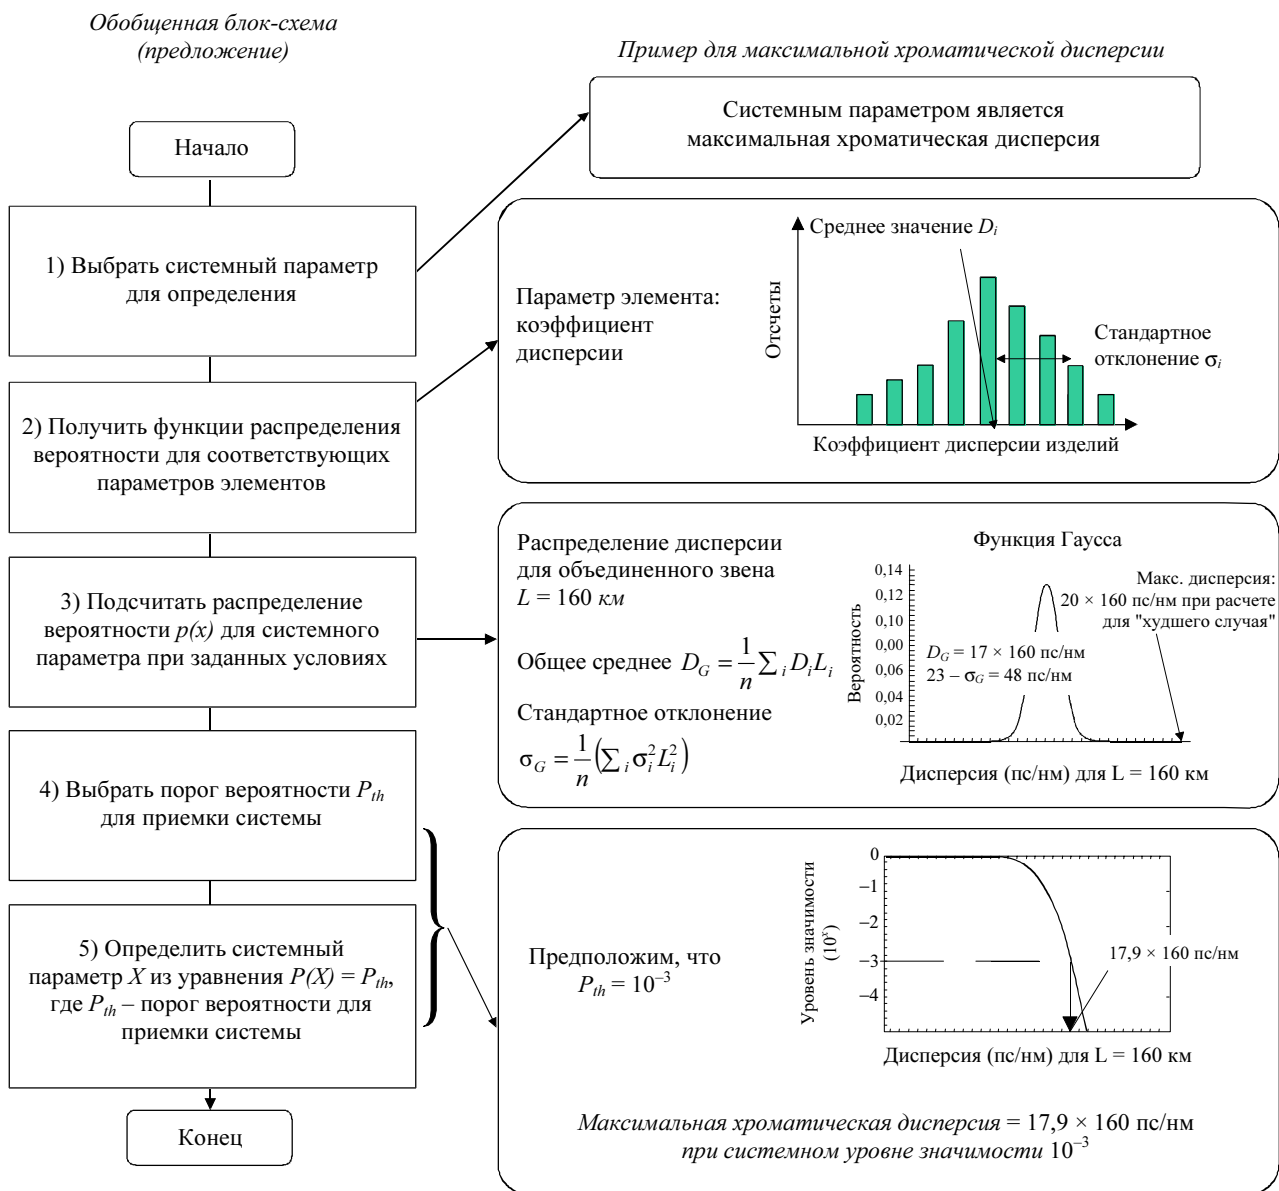 Обобщенная блок-схема
(предложение)
Начало
1) Выбрать системный параметр
для определения
2) Получить функции распределения
вероятности для соответствующих
параметров элементов
3) Подсчитать распределение
вероятности p(x) для системного
параметра при заданных условиях
4) Выбрать порог вероятности Pth
для приемки системы
5) Определить системный
параметр X из уравнения P(X) = Pth,
где Pth – порог вероятности для
приемки системы
Конец
Пример для максимальной хроматической дисперсии
Системным параметром является
максимальная хроматическая дисперсия
Параметр элемента:
коэффициент
дисперсии
Отсчеты
Среднее значение Di
Стандартное
отклонение σi
Коэффициент дисперсии изделий
Распределение дисперсии
для объединенного звена
L = 160 км
Общее среднее DG = 1/n ∑i DiLi
Стандартное отклонение
σG = 1/n (∑i σi² Li²)
Функция Гаусса
Вероятность
0,14
0,12
0,10
0,00
0,06
0,04
0,02
DG = 17 × 160 пс/нм
23 – σG = 48 пс/нм
Макс. дисперсия:
20 × 160 пс/нм при расчете
для "худшего случая"
Дисперсия (пс/нм) для L = 160 км
Предположим, что
Pth = 10⁻³
Уровень значимости
(10ˣ)
0
–1
–2
–3
–4
17,9 × 160 пс/нм
Дисперсия (пс/нм) для L = 160 км
Максимальная хроматическая дисперсия = 17,9 × 160 пс/нм
при системном уровне значимости 10⁻³